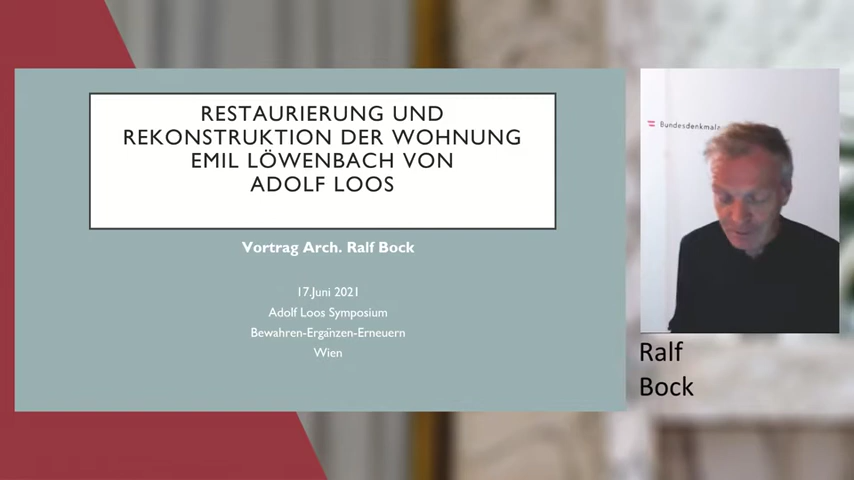 RESTAURIERUNG UND
REKONSTRUKTION DER WOHNUNG
EMIL LÖWENBACH VON
ADOLF LOOS
Vortrag Arch. Ralf Bock
17.Juni 2021
Adolf Loos Symposium
Bewahren-Ergänzen-Erneuern
Wien
Ralf
Bock